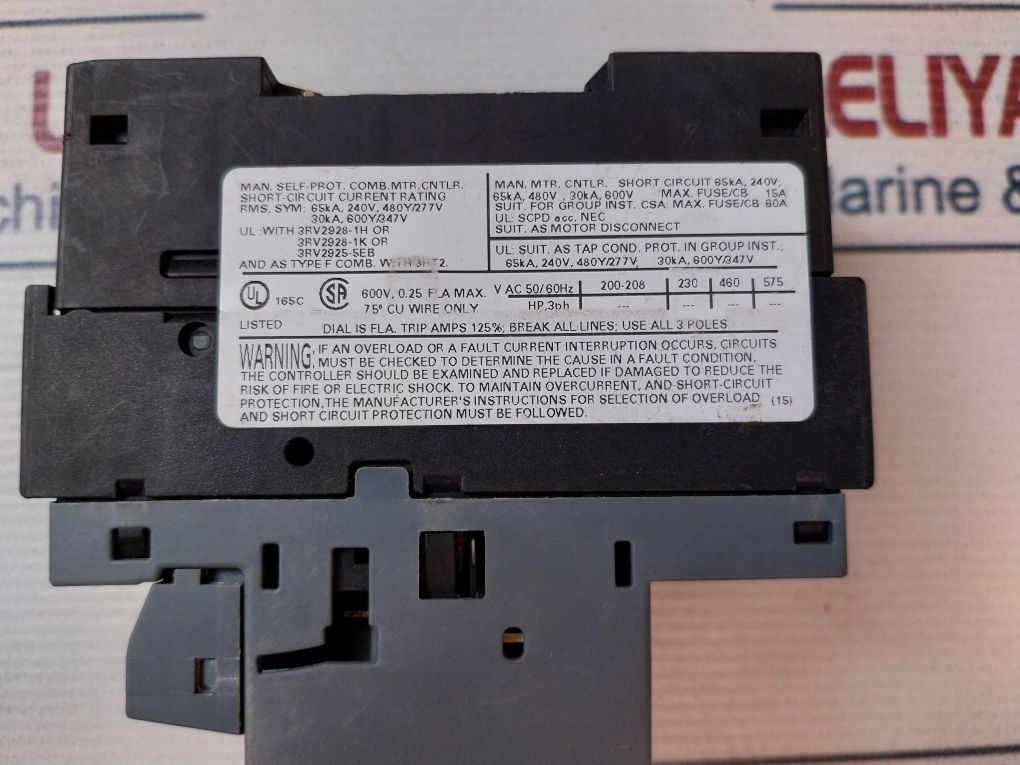 MAN. SELF-PROT. COMB.MTR.CNTLR.
SHORT-CIRCUIT CURRENT RATING
RMS, SYM: 65kA, 240V, 480Y/277V
30kA, 600Y/347V
UL :WITH 3RV2928-1H OR
3RV2928-1K OR
3RV2925-5EB
AND AS TYPE F COMB. WITH 3RT2.
MAN. MTR. CNTLR. SHORT CIRCUIT 65kA, 240V;
65kA, 480V ; 30kA, 600V MAX. FUSE/CB 15A
SUIT. FOR GROUP INST. CSA: MAX. FUSE/CB 60A
UL: SCPD acc. NEC
SUIT. AS MOTOR DISCONNECT
UL: SUIT. AS TAP COND. PROT. IN GROUP INST.;
65kA, 240V, 480Y/277V, 30kA, 600Y/347V
UL 165C SA 600V, 0.25 FLA MAX.
75° CU WIRE ONLY
V AC 50/60Hz 200-208 230 460 575
HP,3ph --- --- --- ---
LISTED DIAL IS FLA. TRIP AMPS 125%; BREAK ALL LINES; USE ALL 3 POLES
WARNING: IF AN OVERLOAD OR A FAULT CURRENT INTERRUPTION OCCURS, CIRCUITS
MUST BE CHECKED TO DETERMINE THE CAUSE IN A FAULT CONDITION,
THE CONTROLLER SHOULD BE EXAMINED AND REPLACED IF DAMAGED TO REDUCE THE
RISK OF FIRE OR ELECTRIC SHOCK. TO MAINTAIN OVERCURRENT, AND SHORT-CIRCUIT
PROTECTION,THE MANUFACTURER'S INSTRUCTIONS FOR SELECTION OF OVERLOAD (15)
AND SHORT CIRCUIT PROTECTION MUST BE FOLLOWED.
ELIYA
arine &